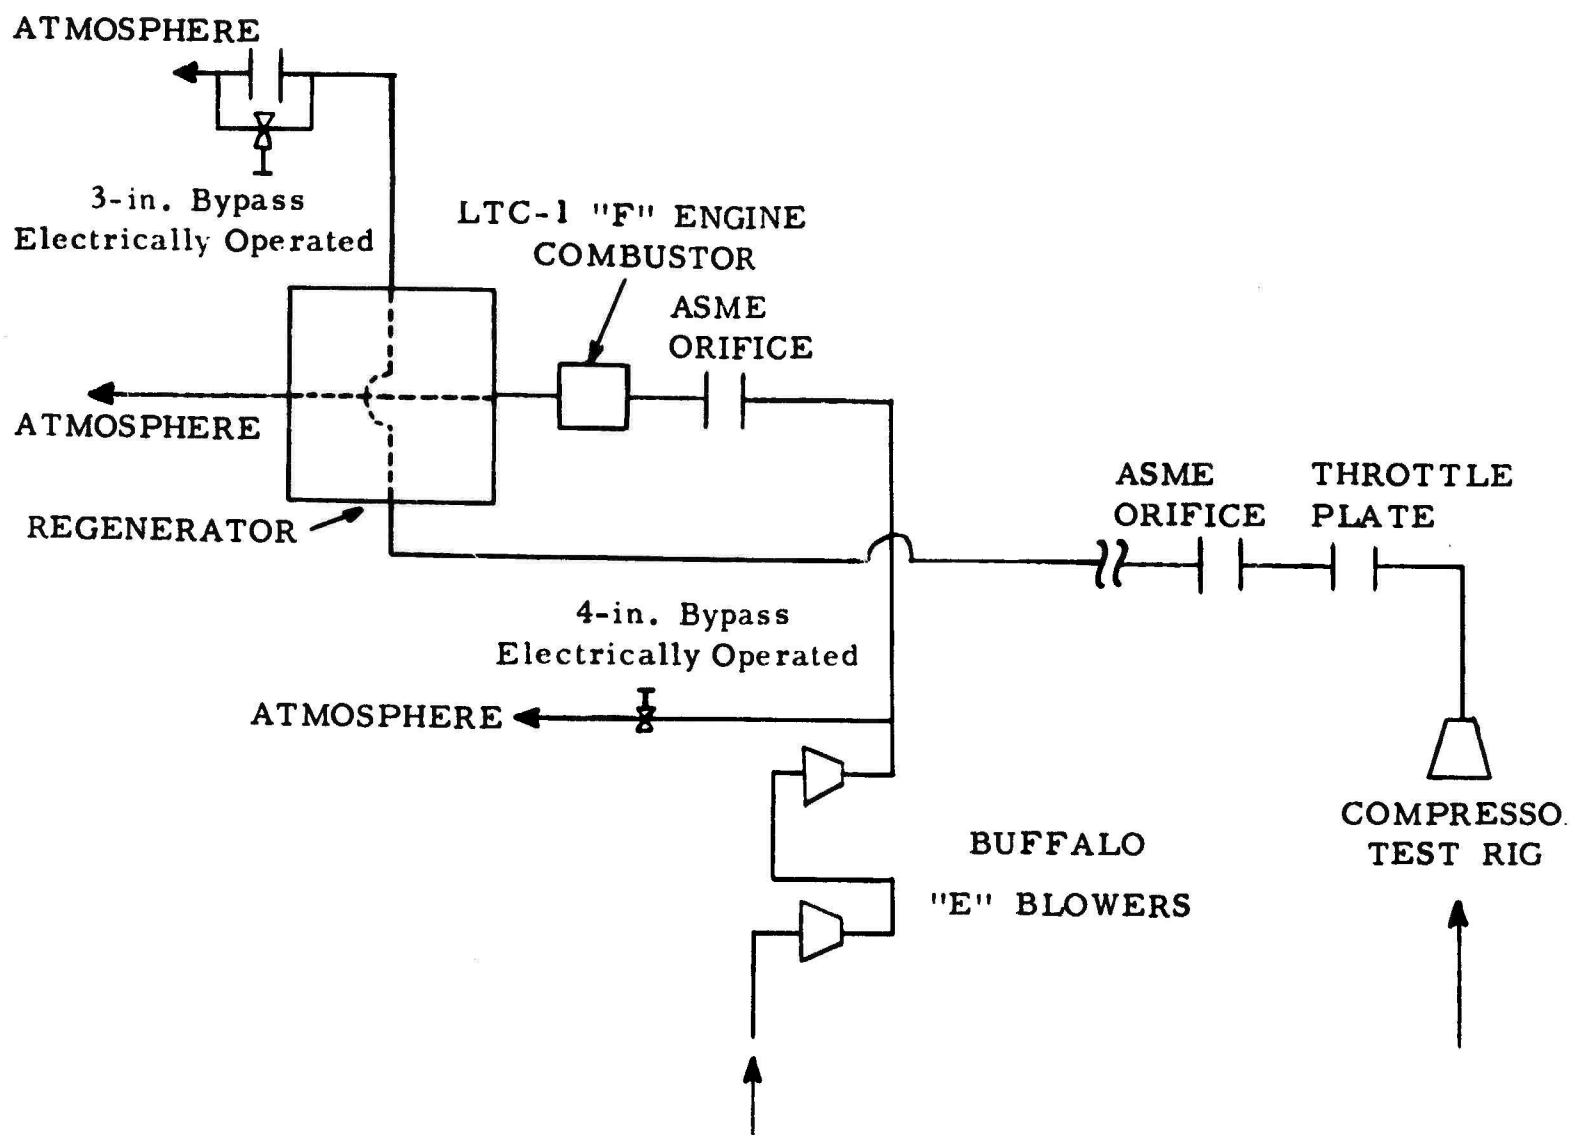 ATMOSPHERE
3-in. Bypass
Electrically Operated
LTC-1 "F" ENGINE
COMBUSTOR
ASME
ORIFICE
ATMOSPHERE
REGENERATOR
ASME
ORIFICE
THROTTLE
PLATE
4-in. Bypass
Electrically Operated
ATMOSPHERE
COMPRESSO
TEST RIG
BUFFALO
"E" BLOWERS